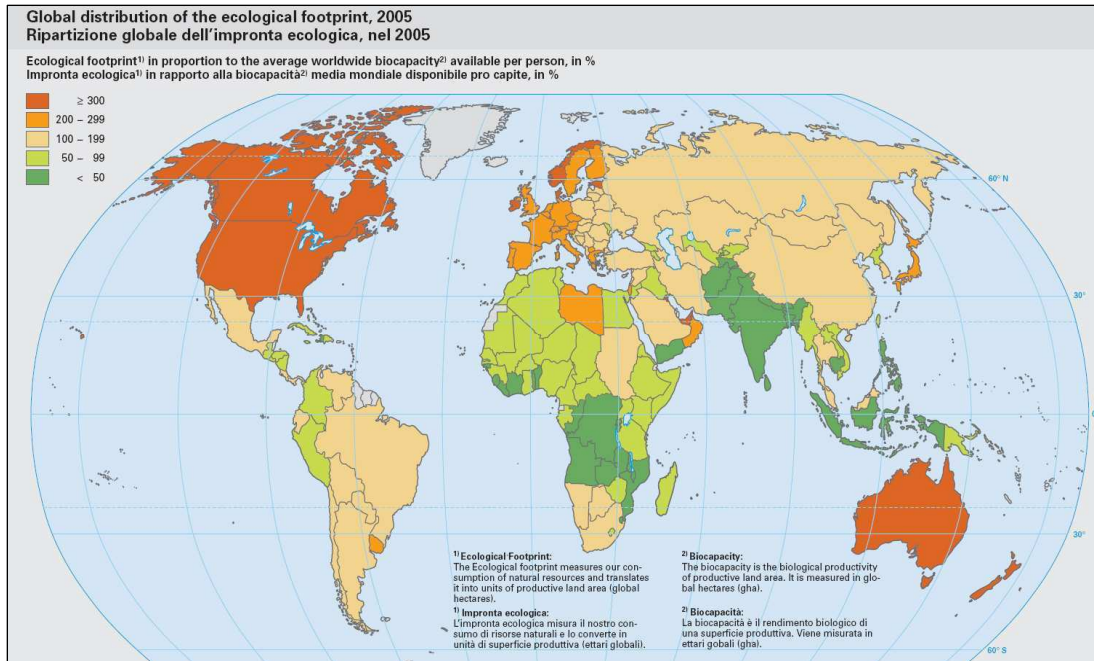 Global distribution of the ecological footprint, 2005
Ripartizione globale dell'impronta ecologica, nel 2005
Ecological footprint1) in proportion to the average worldwide biocapacity2) available per person, in %
Impronta ecologica1) in rapporto alla biocapacità2) media mondiale disponibile pro capite, in %
≥ 300
200 – 299
100 – 199
50 – 99
< 50
60° N
30°
0
30°
60° S
1) Ecological Footprint:
The Ecological footprint measures our con-
sumption of natural resources and translates
it into units of productive land area (global
hectares).
1) Impronta ecologica:
L'impronta ecologica misura il nostro con-
sumo di risorse naturali e lo converte in
unità di superficie produttiva (ettari globali).
2) Biocapacity:
The biocapacity is the biological productivity
of productive land area. It is measured in glo-
bal hectares (gha).
2) Biocapacità:
La biocapacità è il rendimento biologico di
una superficie produttiva. Viene misurata in
ettari gobali (gha).